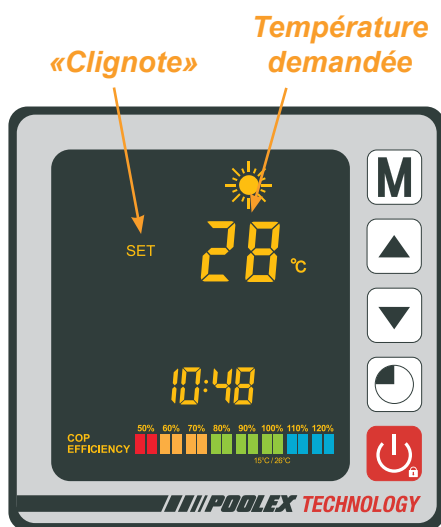 Température
«Clignote» demandée
M
SET 28 °C
10:48
50% 60% 70% 80% 90% 100% 110% 120%
COP
EFFICIENCY
15°C / 26°C
POOLEX TECHNOLOGY